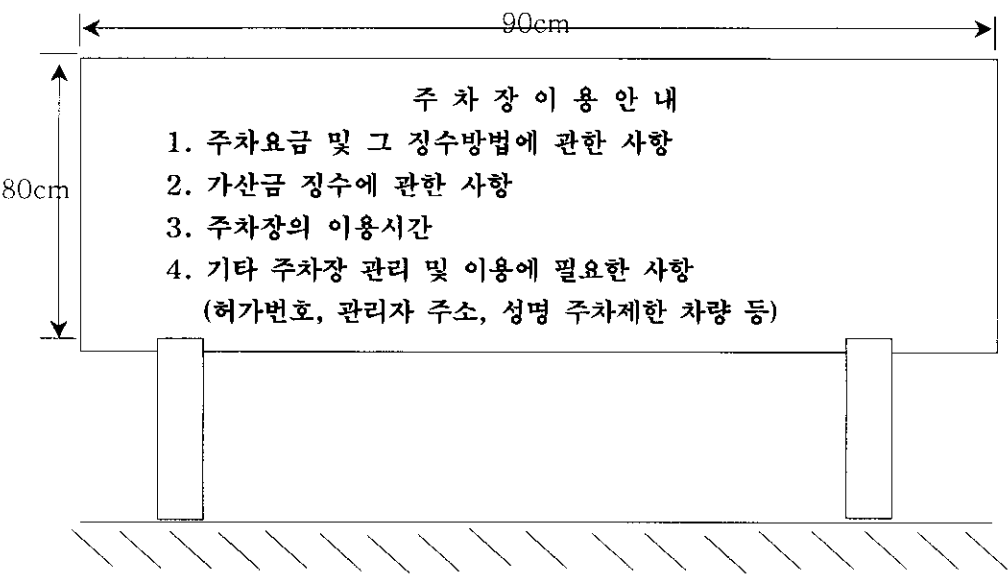 90cm
80cm
주 차 장 이 용 안 내
1. 주차요금 및 그 징수방법에 관한 사항
2. 가산금 징수에 관한 사항
3. 주차장의 이용시간
4. 기타 주차장 관리 및 이용에 필요한 사항
(허가번호, 관리자 주소, 성명 주차제한 차량 등)